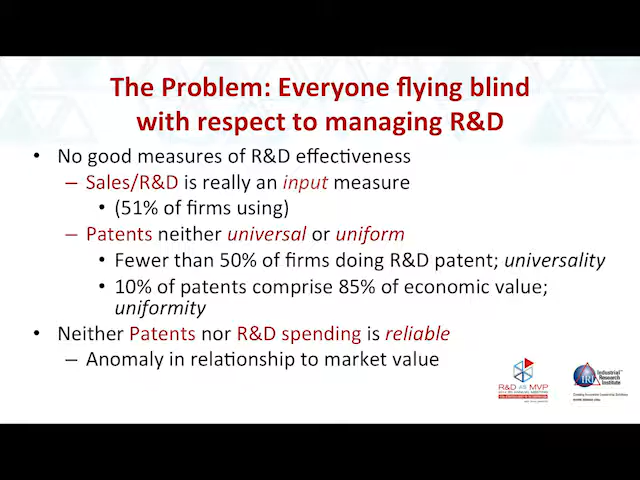 The Problem: Everyone flying blind
with respect to managing R&D
• No good measures of R&D effectiveness
– Sales/R&D is really an input measure
• (51% of firms using)
– Patents neither universal or uniform
• Fewer than 50% of firms doing R&D patent; universality
• 10% of patents comprise 85% of economic value;
uniformity
• Neither Patents nor R&D spending is reliable
– Anomaly in relationship to market value
R&D AS MVP
IRI
Industrial
Research
Institute